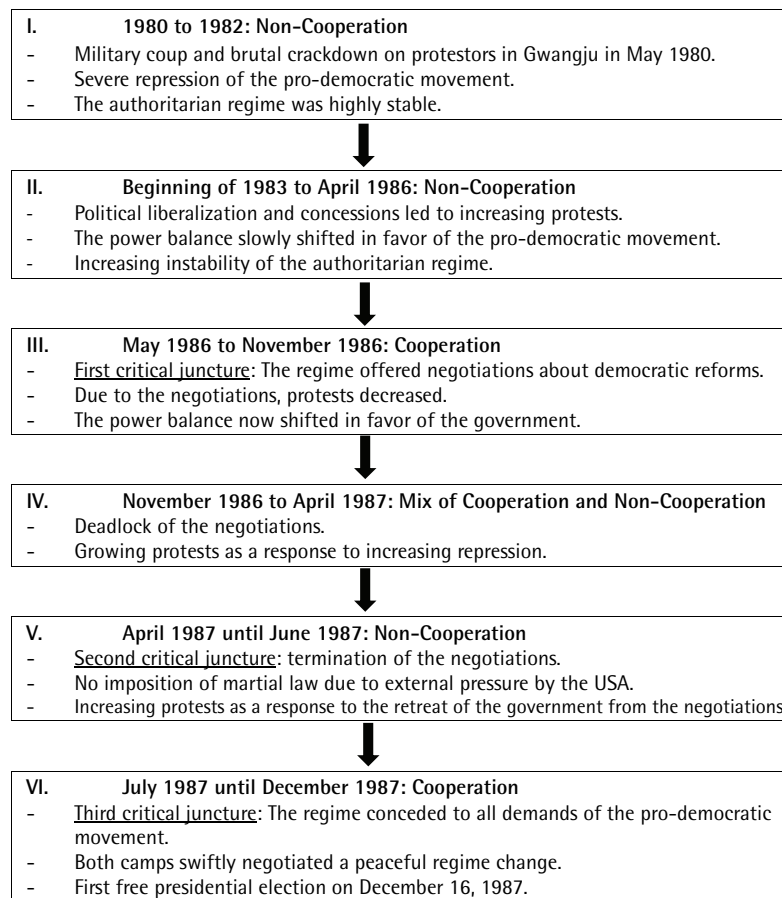 I. 1980 to 1982: Non-Cooperation
- Military coup and brutal crackdown on protestors in Gwangju in May 1980.
- Severe repression of the pro-democratic movement.
- The authoritarian regime was highly stable.
II. Beginning of 1983 to April 1986: Non-Cooperation
- Political liberalization and concessions led to increasing protests.
- The power balance slowly shifted in favor of the pro-democratic movement.
- Increasing instability of the authoritarian regime.
III. May 1986 to November 1986: Cooperation
- First critical juncture: The regime offered negotiations about democratic reforms.
- Due to the negotiations, protests decreased.
- The power balance now shifted in favor of the government.
IV. November 1986 to April 1987: Mix of Cooperation and Non-Cooperation
- Deadlock of the negotiations.
- Growing protests as a response to increasing repression.
V. April 1987 until June 1987: Non-Cooperation
- Second critical juncture: termination of the negotiations.
- No imposition of martial law due to external pressure by the USA.
- Increasing protests as a response to the retreat of the government from the negotiations
VI. July 1987 until December 1987: Cooperation
- Third critical juncture: The regime conceded to all demands of the pro-democratic
movement.
- Both camps swiftly negotiated a peaceful regime change.
- First free presidential election on December 16, 1987.